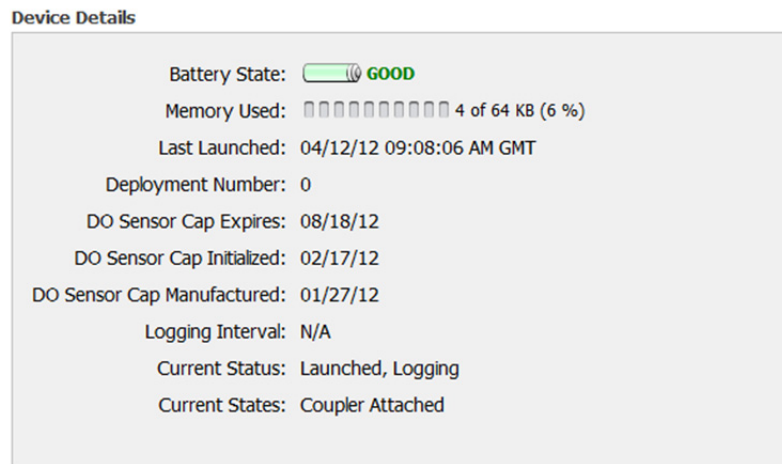 Device Details
Battery State: GOOD
Memory Used: 4 of 64 KB (6 %)
Last Launched: 04/12/12 09:08:06 AM GMT
Deployment Number: 0
DO Sensor Cap Expires: 08/18/12
DO Sensor Cap Initialized: 02/17/12
DO Sensor Cap Manufactured: 01/27/12
Logging Interval: N/A
Current Status: Launched, Logging
Current States: Coupler Attached